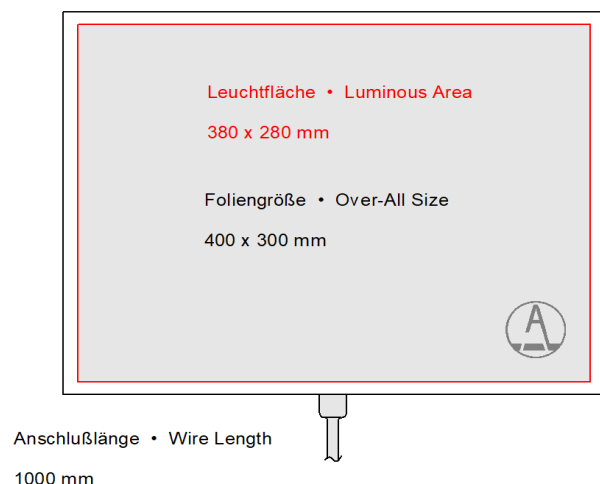 Leuchtfläche • Luminous Area
380 x 280 mm
Foliengröße • Over-All Size
400 x 300 mm
A
Anschlußlänge • Wire Length
1000 mm